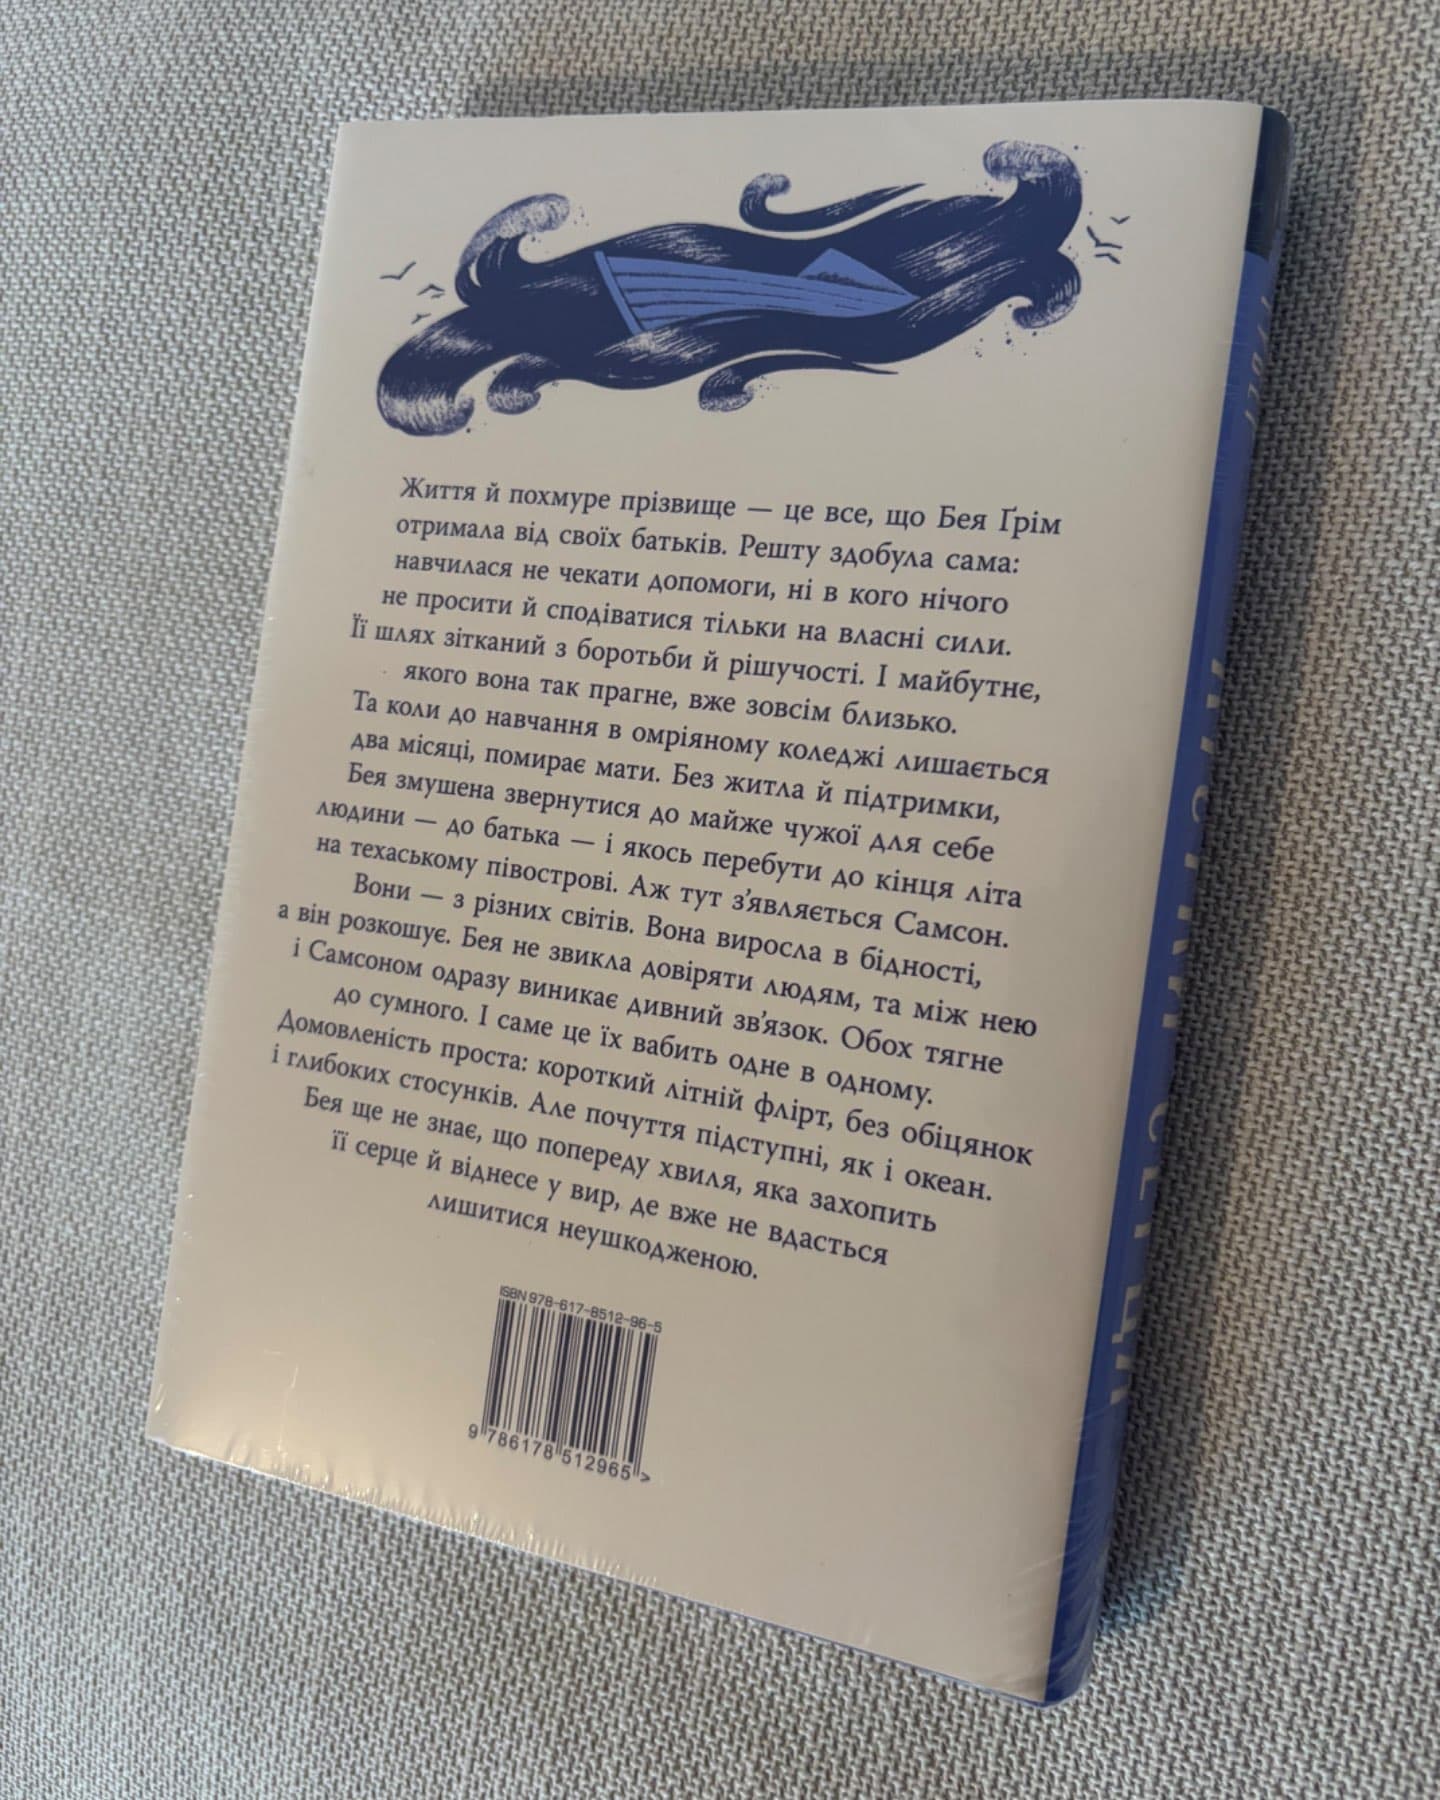 Життя й похмуре прізвище — це все, що Бея Ґрім
отримала від своїх батьків. Решту здобула сама:
навчилася не чекати допомоги, ні в кого нічого
не просити й сподіватися тільки на власні сили.
Її шлях зітканий з боротьби й рішучості. І майбутнє,
якого вона так прагне, вже зовсім близько.
Та коли до навчання в омріяному коледжі лишається
два місяці, помирає мати. Без житла й підтримки,
Бея змушена звернутися до майже чужої для себе
людини — до батька — і якось перебути до кінця літа
на техаському півострові. Аж тут з’являється Самсон.
Вони — з різних світів. Вона виросла в бідності,
а він розкошує. Бея не звикла довіряти людям, та між нею
і Самсоном одразу виникає дивний зв’язок. Обох тягне
до сумного. І саме це їх вабить одне в одному.
Домовленість проста: короткий літній флірт, без обіцянок
і глибоких стосунків. Але почуття підступні, як і океан.
Бея ще не знає, що попереду хвиля, яка захопить
її серце й віднесе у вир, де вже не вдасться
лишитися неушкодженою.
ISBN 978-617-8512-96-5
9 786178 512965 >